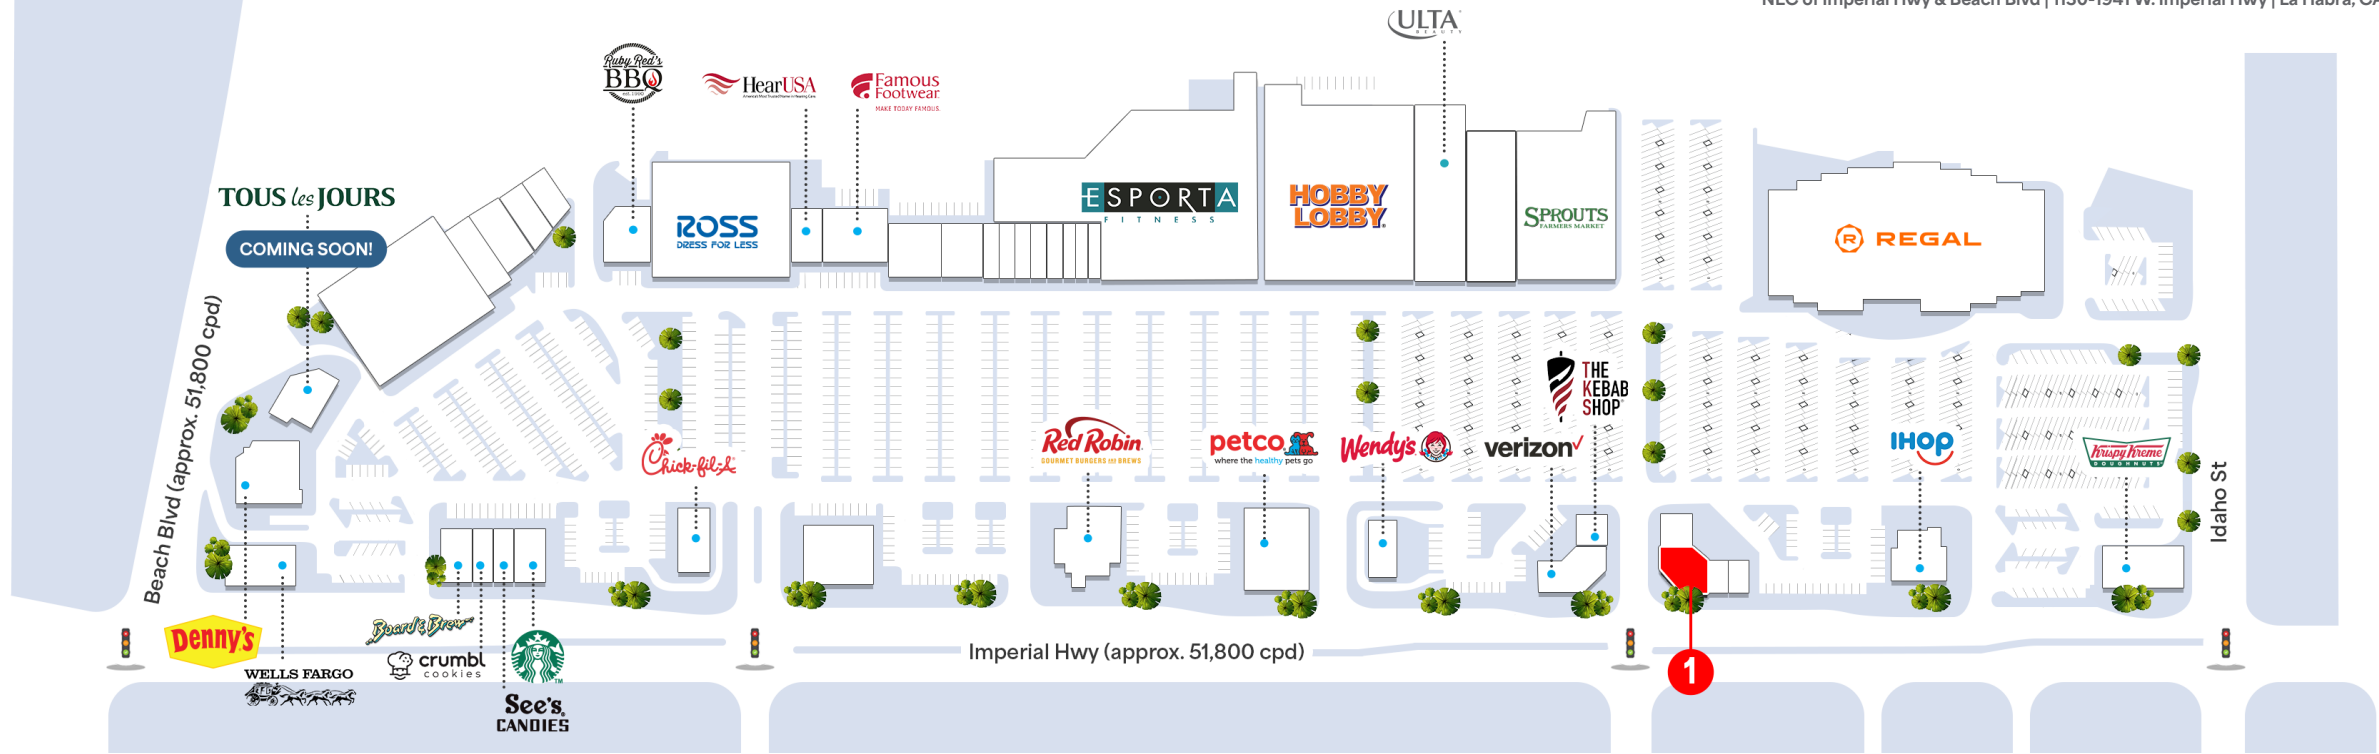 NEC of Imperial Hwy & Beach Blvd | 1130-1941 W. Imperial Hwy | La Habra, CA
ULTA
BEAUTY
Ruby Red's
BBQ
HearUSA
Famous
Footwear
MAKE TODAY FAMOUS.
TOUS les JOURS
COMING SOON!
ROSS
DRESS FOR LESS
ESPORTA
FITNESS
HOBBY
LOBBY
SPROUTS
FARMERS MARKET
R REGAL
Beach Blvd (approx. 51,800 cpd)
THE
KEBAB
SHOP
Chick-fil-A
Red Robin
GOURMET BURGERS AND BREWS
petco
where the healthy pets go
Wendy's
verizon
IHOP
Krispy Kreme
DOUGHNUTS
Idaho St
Denny's
WELLS FARGO
Board & Brew
crumbl
cookies
See's
CANDIES
Imperial Hwy (approx. 51,800 cpd)
1